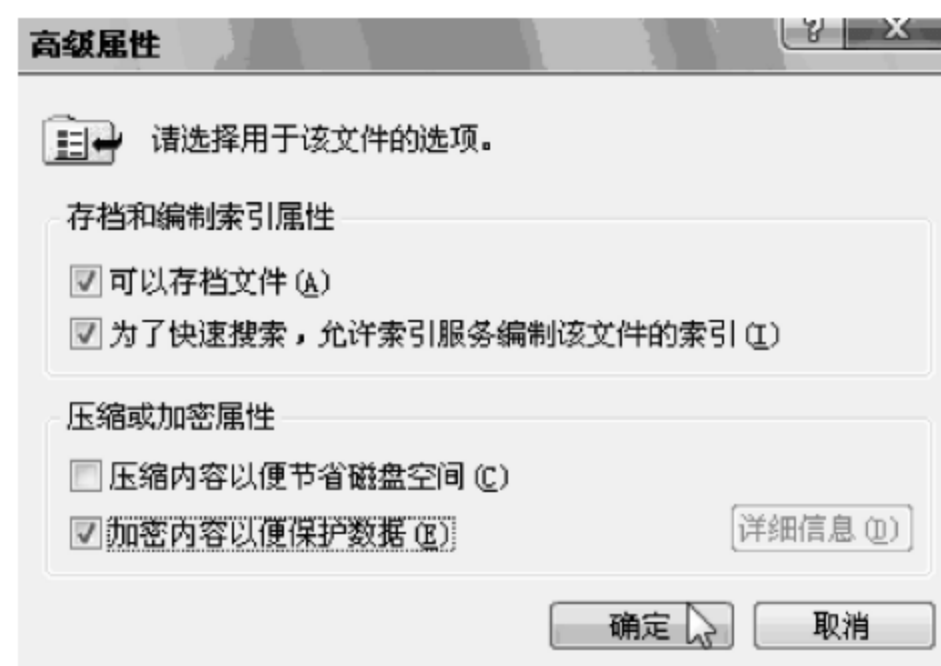 高级属性
请选择用于该文件的选项。
存档和编制索引属性
可以存档文件(A)
为了快速搜索，允许索引服务编制该文件的索引(I)
压缩或加密属性
压缩内容以便节省磁盘空间(C)
加密内容以便保护数据(E)
详细信息(D)
确定 取消